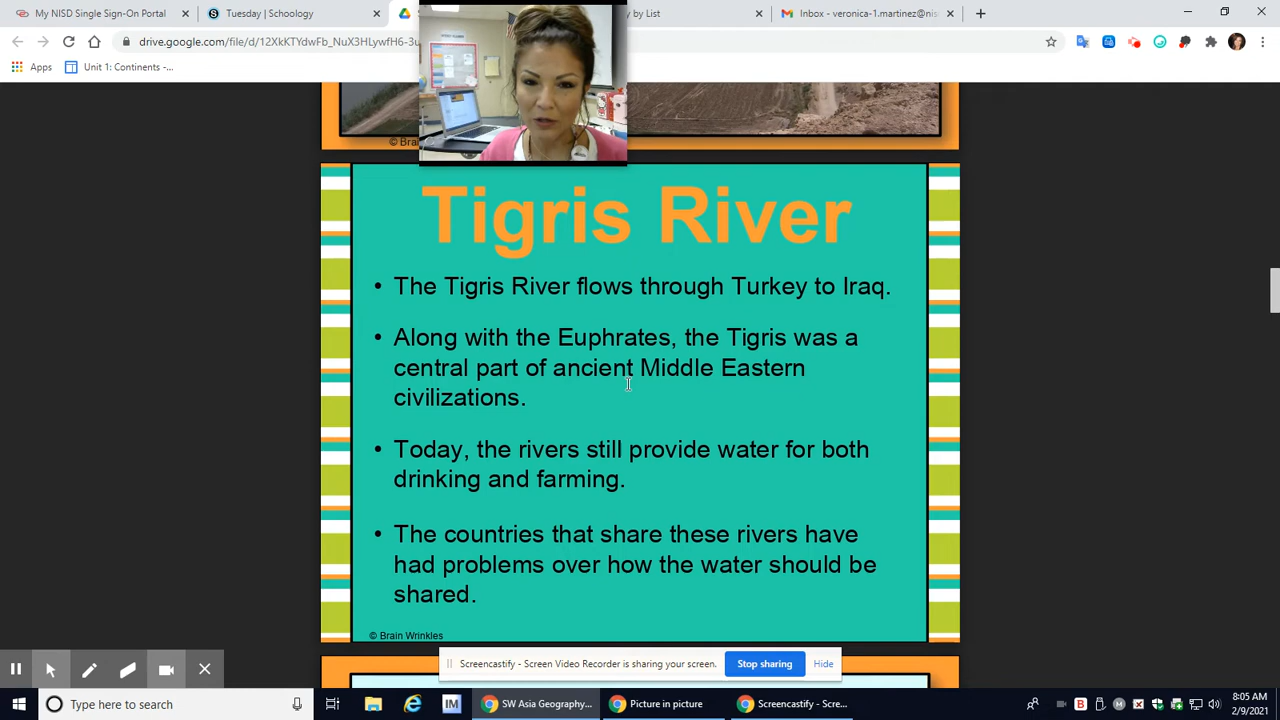 My NISD Single Sign-On
Tuesday
by List
Inbox - veronica-1.martinez@nis
drive.google.com/file/d/12XkXTYdwFb_NuX3HLywfH6-3u
Apps
Unit 1: Continents -...
Tigris River
• The Tigris River flows through Turkey to Iraq.
• Along with the Euphrates, the Tigris was a
central part of ancient Middle Eastern
civilizations.
• Today, the rivers still provide water for both
drinking and farming.
• The countries that share these rivers have
had problems over how the water should be
shared.
© Brain Wrinkles
Screencastify - Screen Video Recorder is sharing your screen.
Stop sharing
Hide
Type here to search
IM
SW Asia Geography...
Picture in picture
Screencastify - Scre...
8:05 AM
2/9/2021